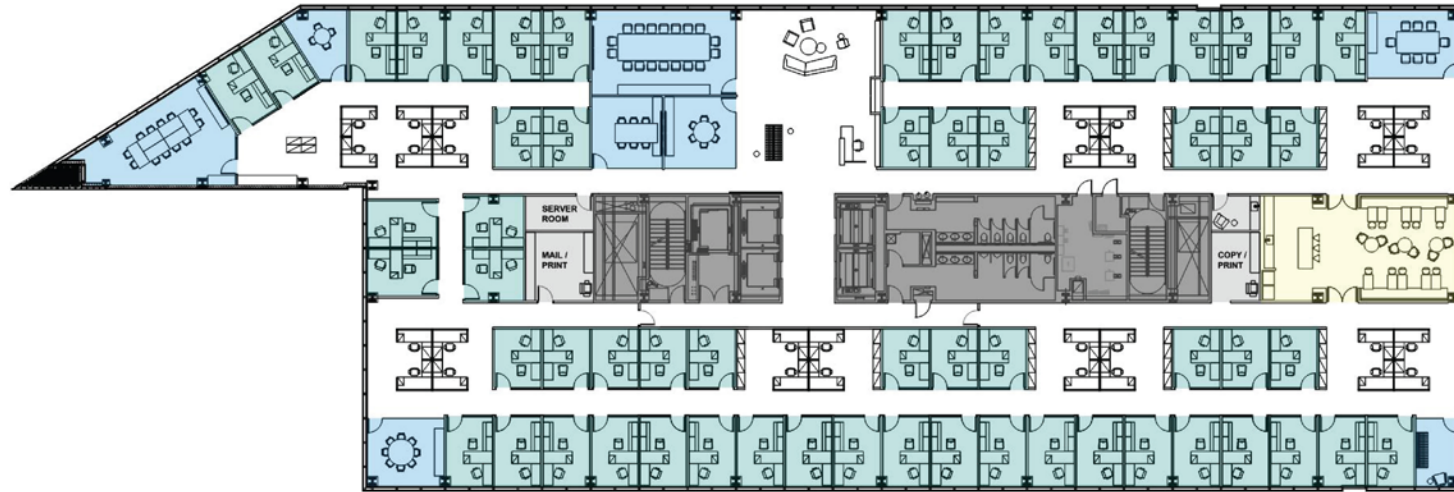 SERVER
ROOM
MAIL /
PRINT
COPY /
PRINT